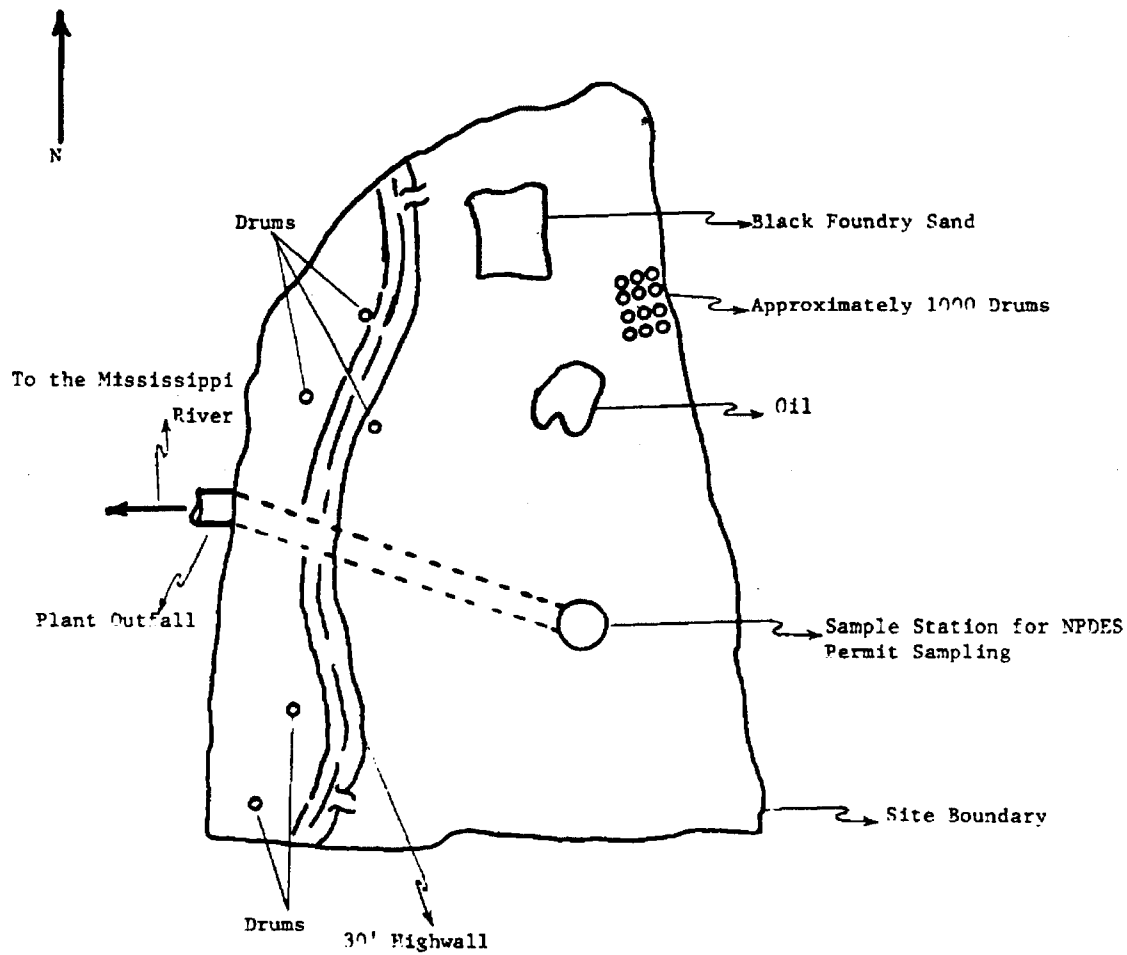 N
Drums
Black Foundry Sand
Approximately 1000 Drums
To the Mississippi
River
Oil
Plant Outfall
Sample Station for NPDES
Permit Sampling
Site Boundary
Drums
30' Highwall